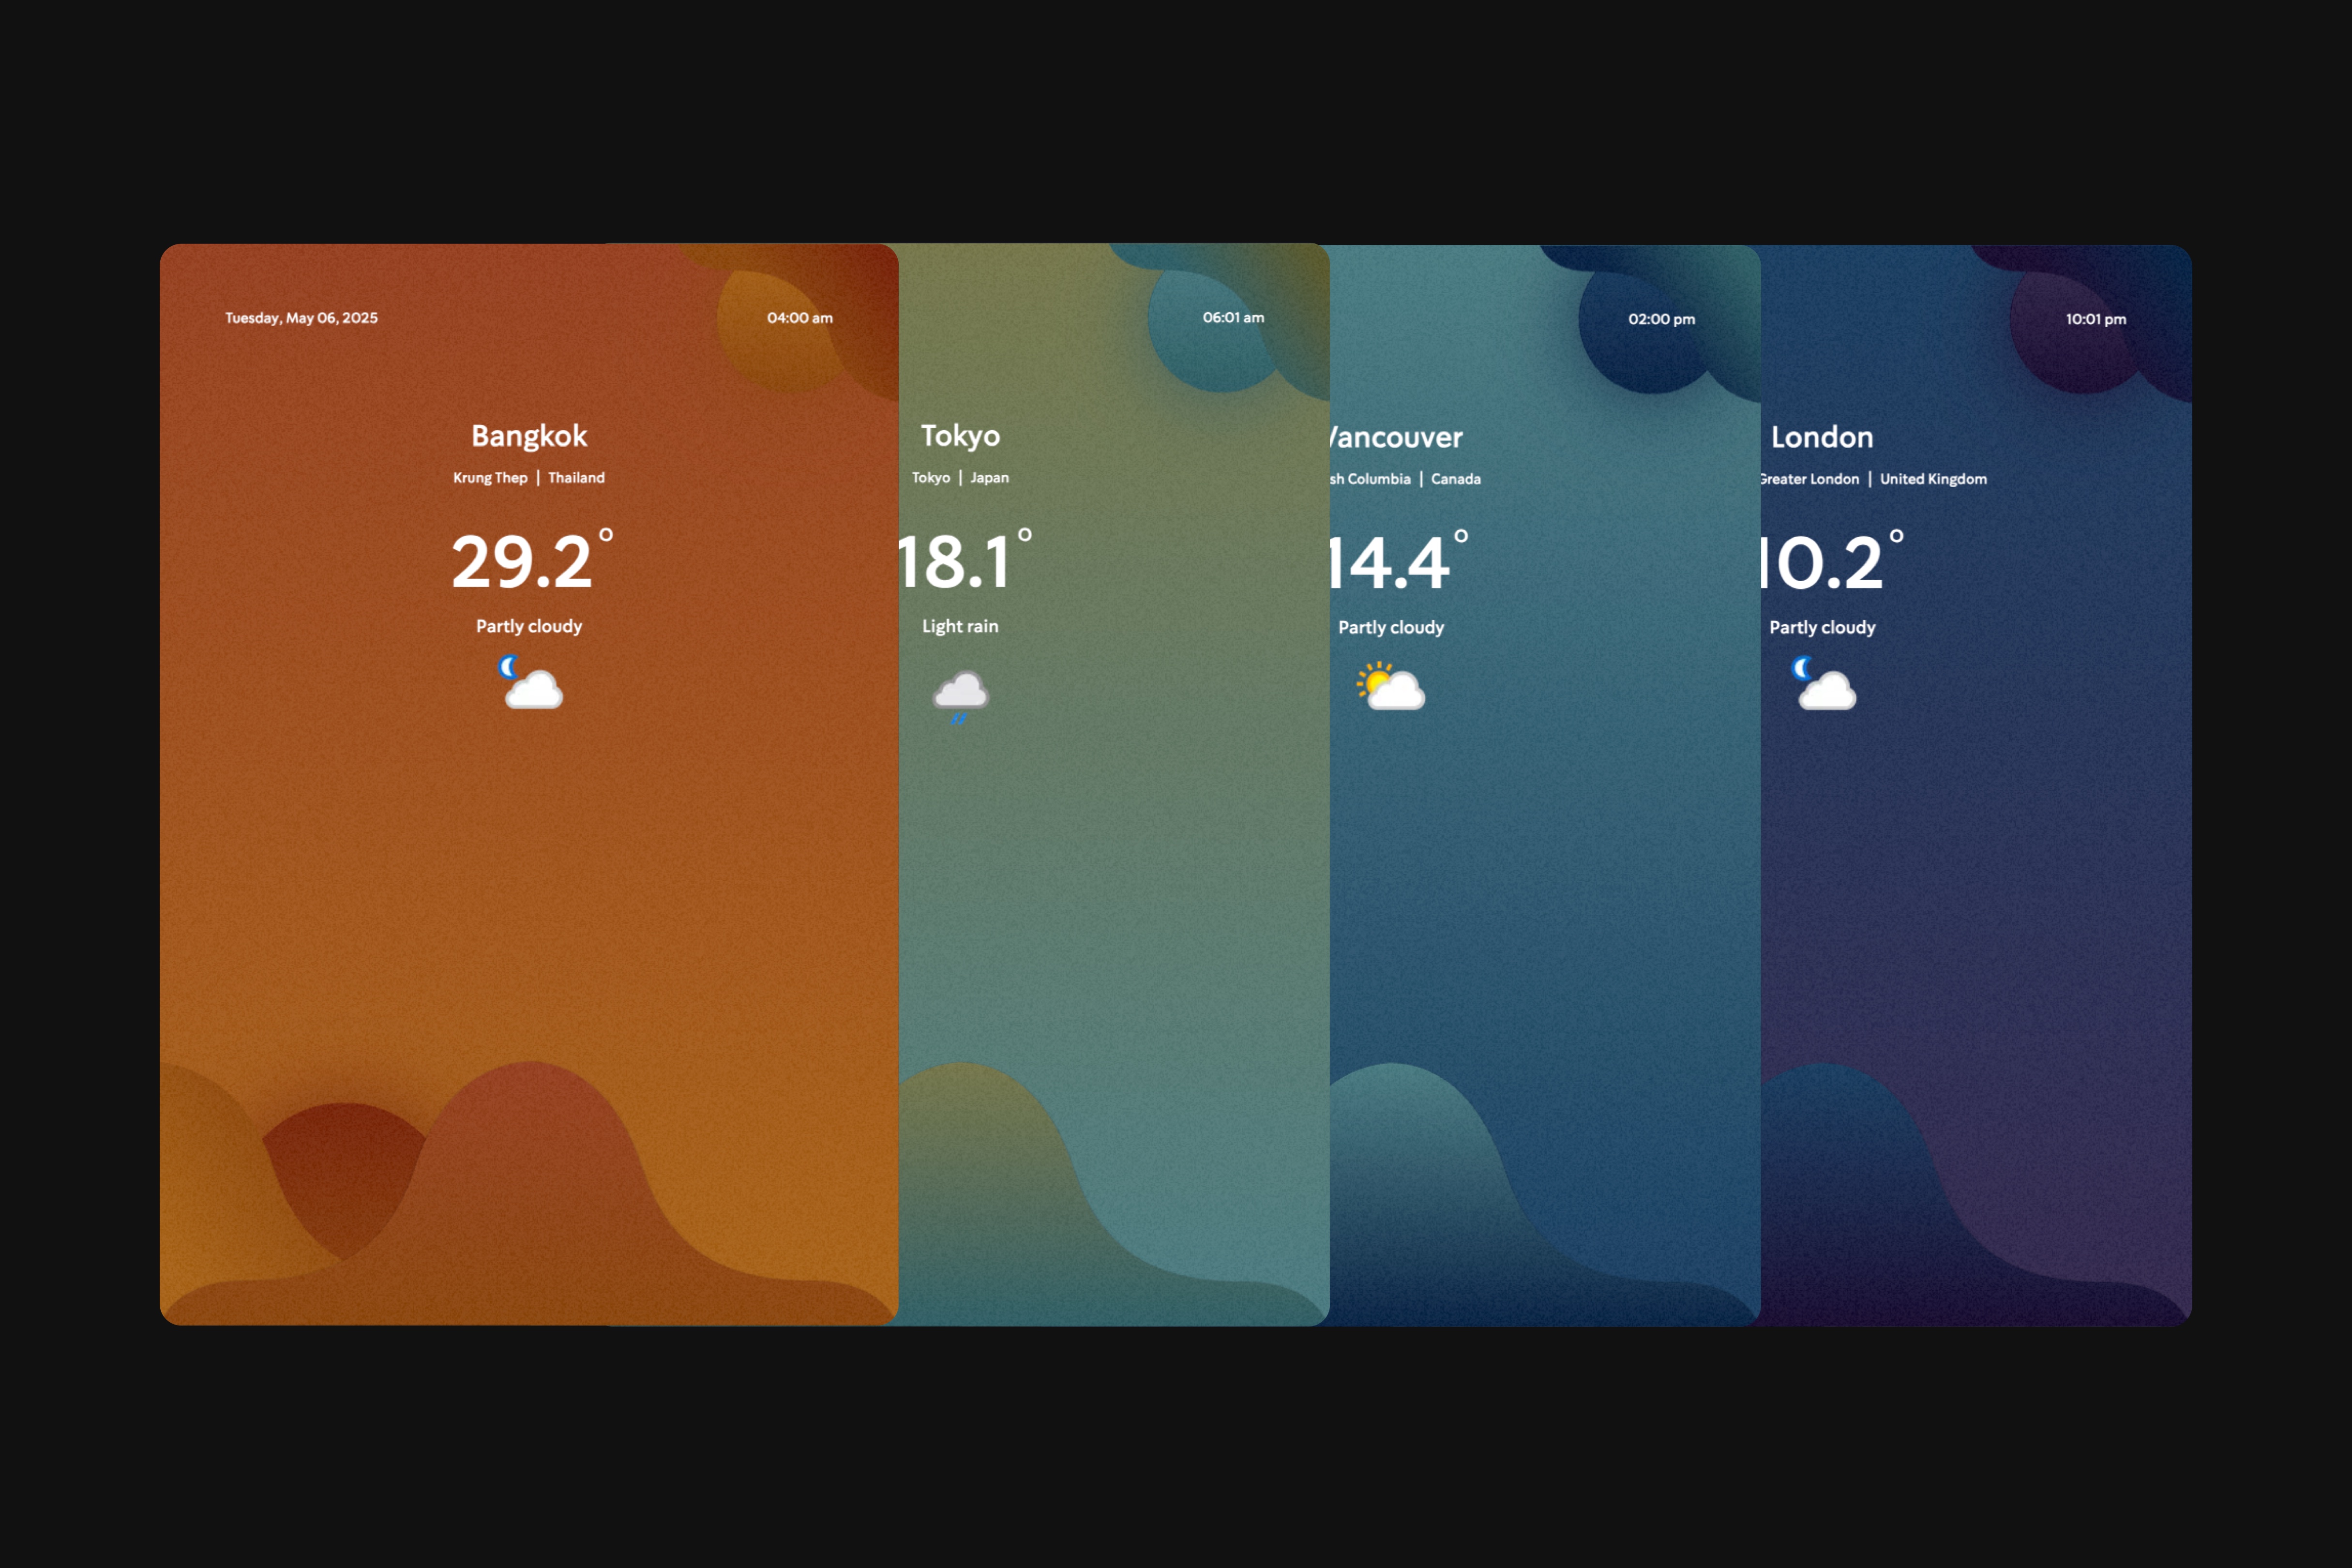 Tuesday, May 06, 2025
04:00 am
Bangkok
Krung Thep | Thailand
29.2°
Partly cloudy
06:01 am
Tokyo
Tokyo | Japan
18.1°
Light rain
02:00 pm
Vancouver
Columbia | Canada
14.4°
Partly cloudy
10:01 pm
London
Greater London | United Kingdom
10.2°
Partly cloudy